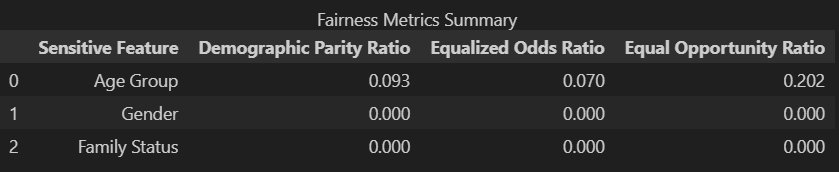 Fairness Metrics Summary
Sensitive Feature Demographic Parity Ratio Equalized Odds Ratio Equal Opportunity Ratio
0 Age Group 0.093 0.070 0.202
1 Gender 0.000 0.000 0.000
2 Family Status 0.000 0.000 0.000